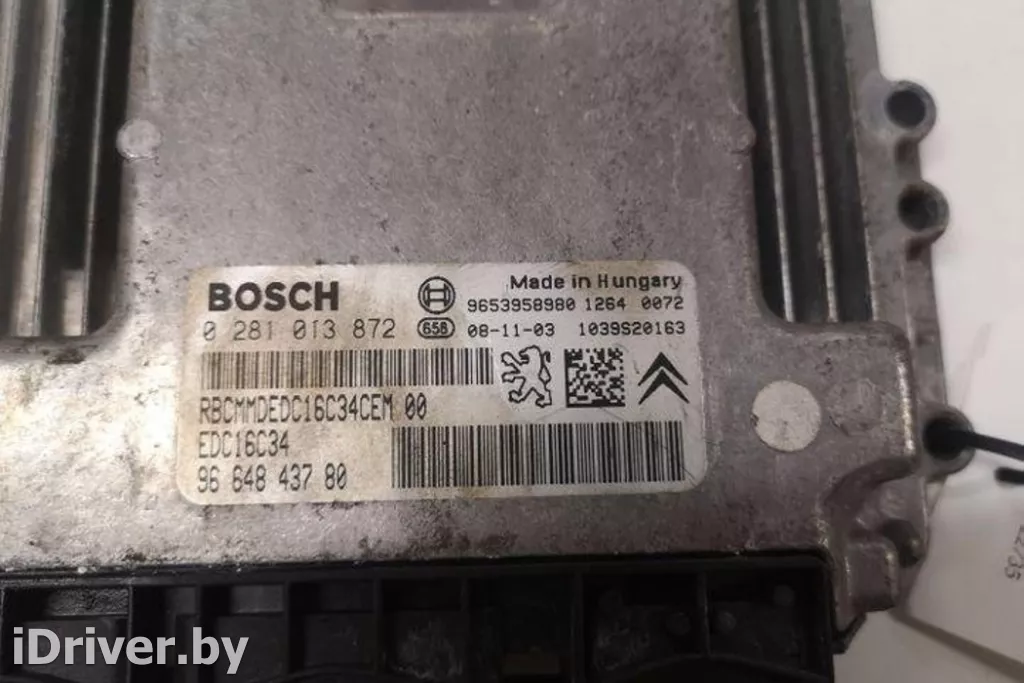 BOSCH
Made in Hungary
9653958980 1264 0072
0 281 013 872
658 08-11-03 1039S20163
RBCMMDEDC16C34CEM 00
EDC16C34
96 648 437 80
iDriver.by